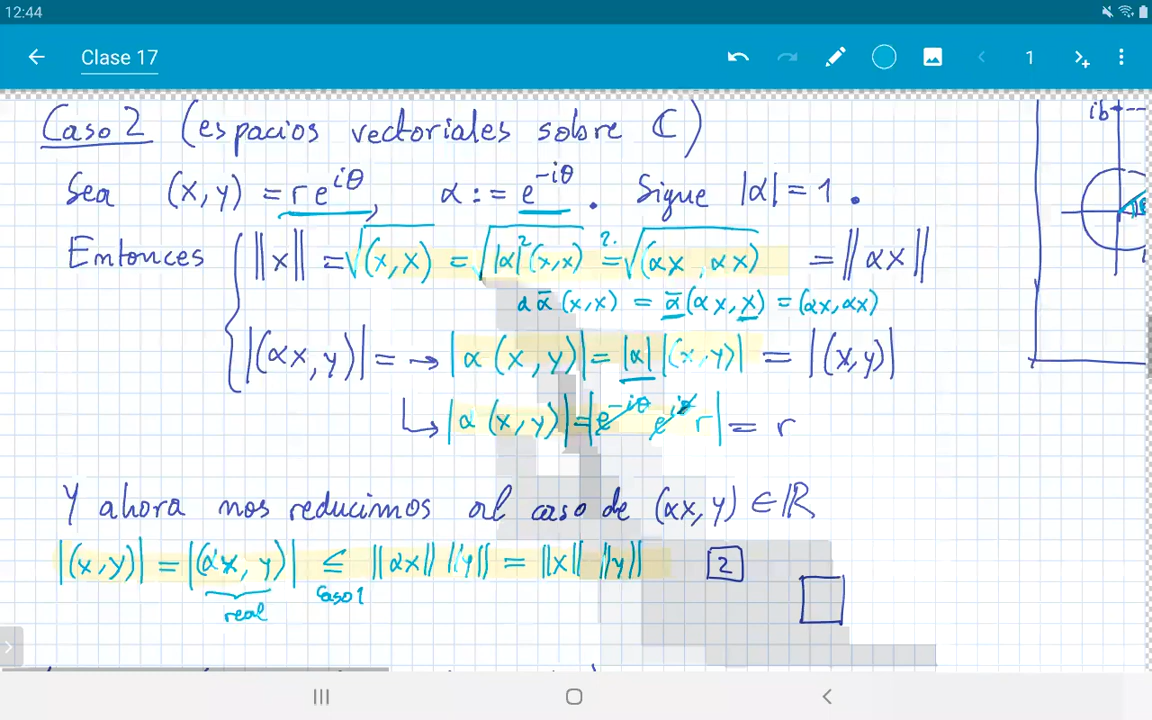 12:44
Clase 17
1
Caso 2 (espacios vectoriales sobre ℂ)
ib
Sea (x,y) = re^{iθ}, α := e^{-iθ}. Sigue |α| = 1.
Entonces { ||x|| = √(x,x) = √|α|²(x,x) =^{?} √(αx, αx) = ||αx||
αᾱ(x,x) = ᾱ(αx,x) = (αx,αx)
|(αx,y)| = → |α(x,y)| = |α||(x,y)| = |(x,y)|
↳ |α(x,y)| = |e^{-iθ} e^{iθ} r| = r
Y ahora nos reducimos al caso de (αx,y) ∈ ℝ
|(x,y)| = |(αx, y)| ≤ ||αx|| ||y|| = ||x|| ||y|| 2
real Caso 1